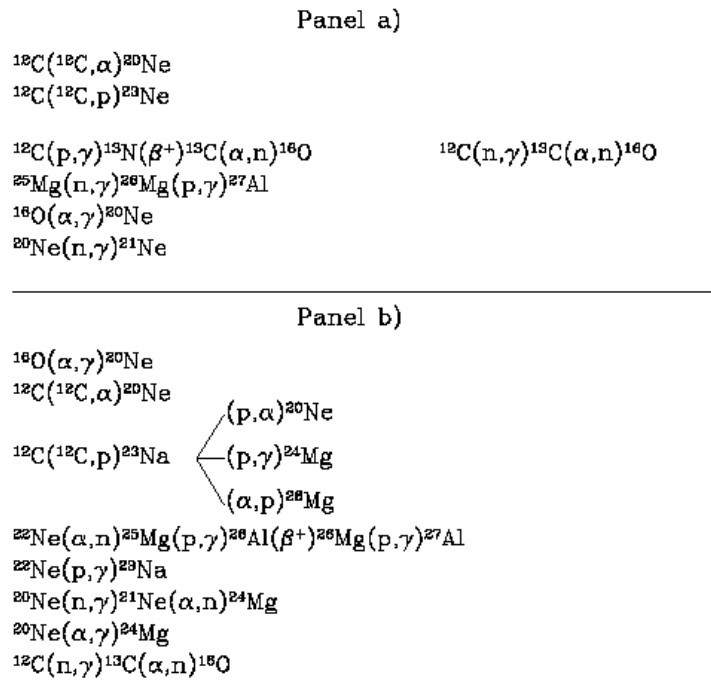 Panel a)
¹²C(¹²C,α)²⁰Ne
¹²C(¹²C,p)²³Ne
¹²C(p,γ)¹³N(β⁺)¹³C(α,n)¹⁶O ¹²C(n,γ)¹³C(α,n)¹⁶O
²⁵Mg(n,γ)²⁶Mg(p,γ)²⁷Al
¹⁶O(α,γ)²⁰Ne
²⁰Ne(n,γ)²¹Ne
Panel b)
¹⁶O(α,γ)²⁰Ne
¹²C(¹²C,α)²⁰Ne
(p,α)²⁰Ne
¹²C(¹²C,p)²³Na (p,γ)²⁴Mg
(α,p)²⁶Mg
²²Ne(α,n)²⁵Mg(p,γ)²⁶Al(β⁺)²⁶Mg(p,γ)²⁷Al
²²Ne(p,γ)²³Na
²⁰Ne(n,γ)²¹Ne(α,n)²⁴Mg
²⁰Ne(α,γ)²⁴Mg
¹²C(n,γ)¹³C(α,n)¹⁶O